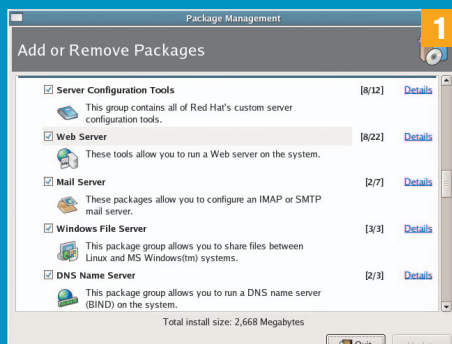 Package Management
1
Add or Remove Packages
Server Configuration Tools [8/12] Details
This group contains all of Red Hat's custom server
configuration tools.
Web Server [8/22] Details
These tools allow you to run a Web server on the system.
Mail Server [2/7] Details
These packages allow you to configure an IMAP or SMTP
mail server.
Windows File Server [3/3] Details
This package group allows you to share files between
Linux and MS Windows(tm) systems.
DNS Name Server [2/3] Details
This package group allows you to run a DNS name server
(BIND) on the system.
Total install size: 2,668 Megabytes
Quit